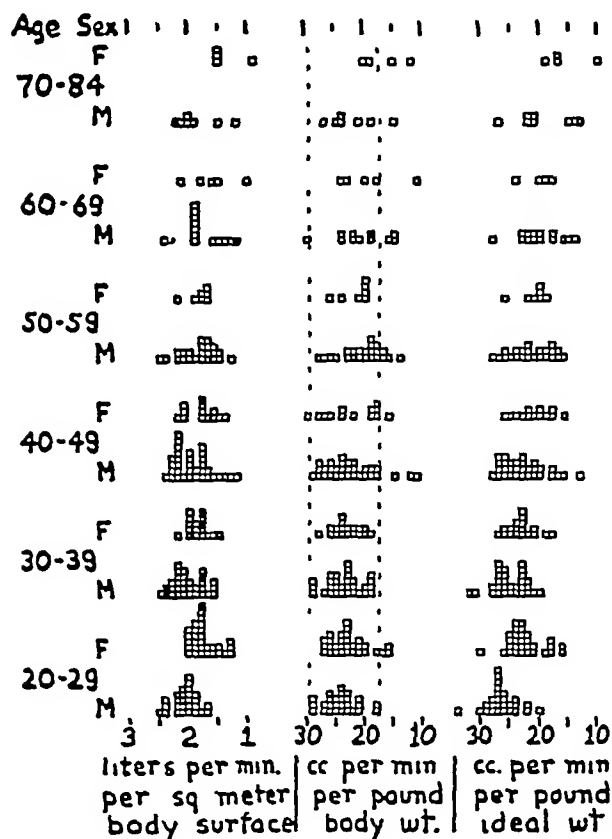 Age Sex
F
70-84
M
F
60-69
M
F
50-59
M
F
40-49
M
F
30-39
M
F
20-29
M
3 2 1 30 20 10 30 20 10
liters per min. cc per min cc. per min
per sq meter per pound per pound
body surface body wt. ideal wt